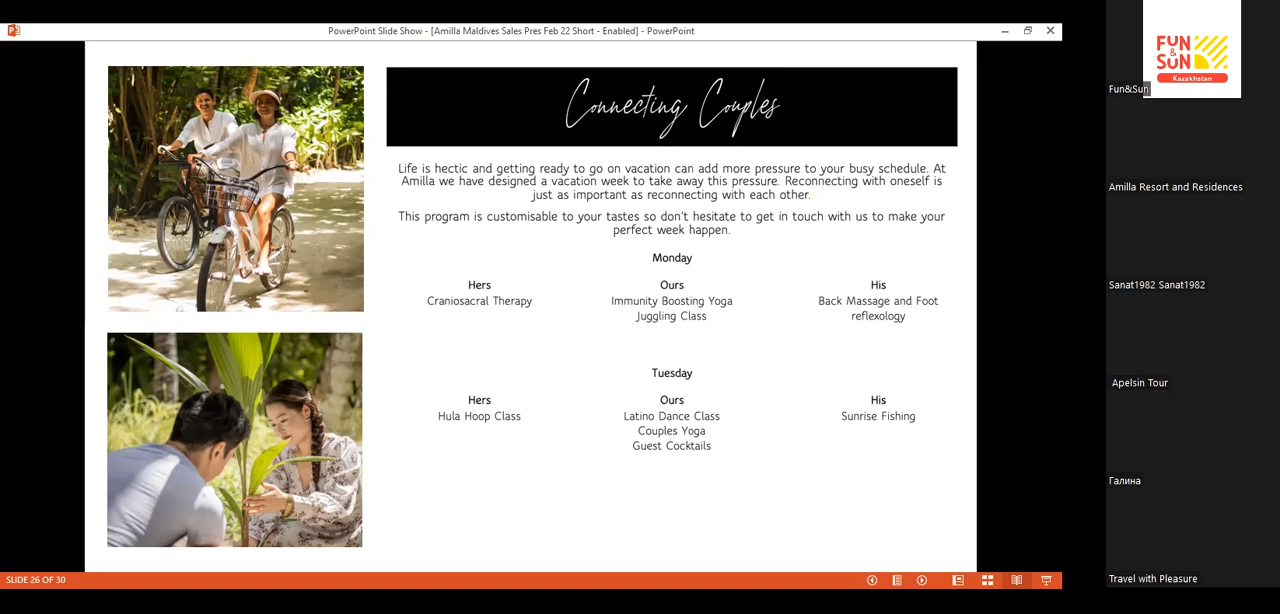 PowerPoint Slide Show - [Amilla Maldives Sales Pres Feb 22 Short - Enabled] - PowerPoint
Connecting Couples
Life is hectic and getting ready to go on vacation can add more pressure to your busy schedule. At
Amilla we have designed a vacation week to take away this pressure. Reconnecting with oneself is
just as important as reconnecting with each other.
This program is customisable to your tastes so don't hesitate to get in touch with us to make your
perfect week happen.
Monday
Hers
Craniosacral Therapy
Ours
Immunity Boosting Yoga
Juggling Class
His
Back Massage and Foot
reflexology
Tuesday
Hers
Hula Hoop Class
Ours
Latino Dance Class
Couples Yoga
Guest Cocktails
His
Sunrise Fishing
SLIDE 26 OF 30
FUN
&
SUN
Kazakhstan
Fun&Sun
Amilla Resort and Residences
Sanat1982 Sanat1982
Apelsin Tour
Галина
Travel with Pleasure